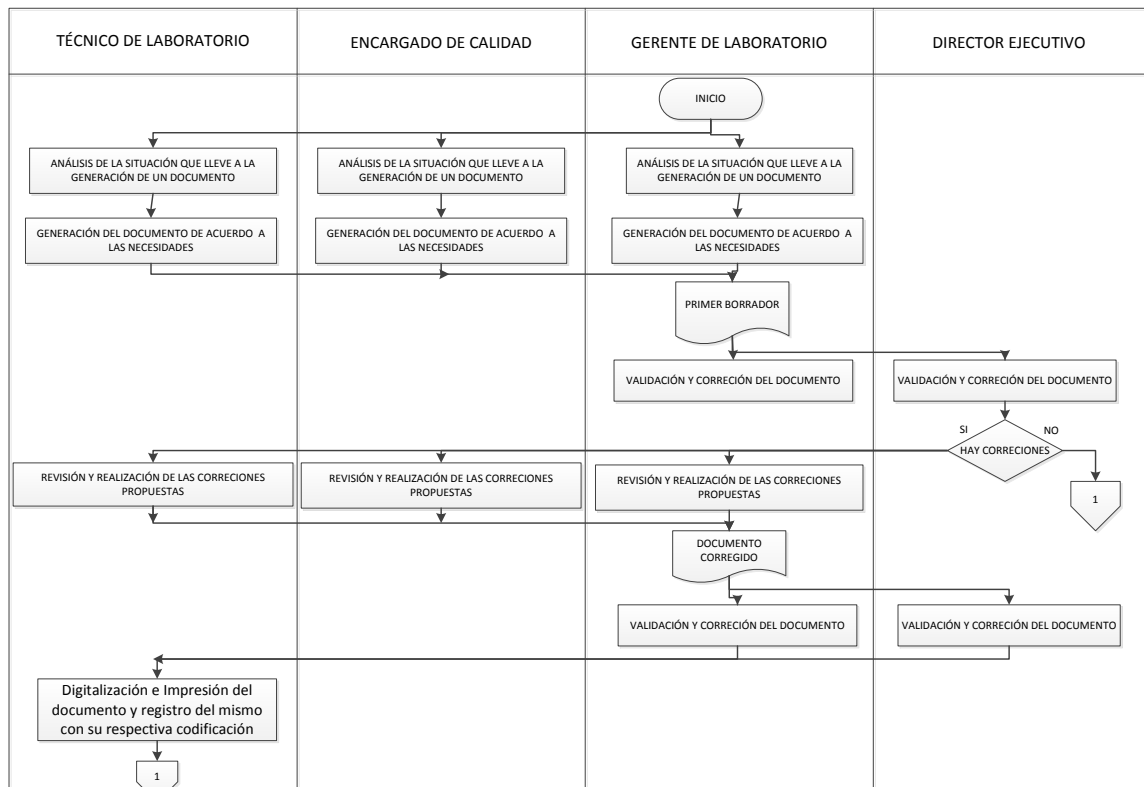 TÉCNICO DE LABORATORIO
ENCARGADO DE CALIDAD
GERENTE DE LABORATORIO
DIRECTOR EJECUTIVO
INICIO
ANÁLISIS DE LA SITUACIÓN QUE LLEVE A LA
GENERACIÓN DE UN DOCUMENTO
ANÁLISIS DE LA SITUACIÓN QUE LLEVE A LA
GENERACIÓN DE UN DOCUMENTO
ANÁLISIS DE LA SITUACIÓN QUE LLEVE A LA
GENERACIÓN DE UN DOCUMENTO
GENERACIÓN DEL DOCUMENTO DE ACUERDO A
LAS NECESIDADES
GENERACIÓN DEL DOCUMENTO DE ACUERDO A
LAS NECESIDADES
GENERACIÓN DEL DOCUMENTO DE ACUERDO A
LAS NECESIDADES
PRIMER BORRADOR
VALIDACIÓN Y CORRECIÓN DEL DOCUMENTO
VALIDACIÓN Y CORRECIÓN DEL DOCUMENTO
SI
NO
HAY CORRECIONES
REVISIÓN Y REALIZACIÓN DE LAS CORRECIONES
PROPUESTAS
REVISIÓN Y REALIZACIÓN DE LAS CORRECIONES
PROPUESTAS
REVISIÓN Y REALIZACIÓN DE LAS CORRECIONES
PROPUESTAS
1
DOCUMENTO
CORREGIDO
VALIDACIÓN Y CORRECIÓN DEL DOCUMENTO
VALIDACIÓN Y CORRECIÓN DEL DOCUMENTO
Digitalización e Impresión del
documento y registro del mismo
con su respectiva codificación
1